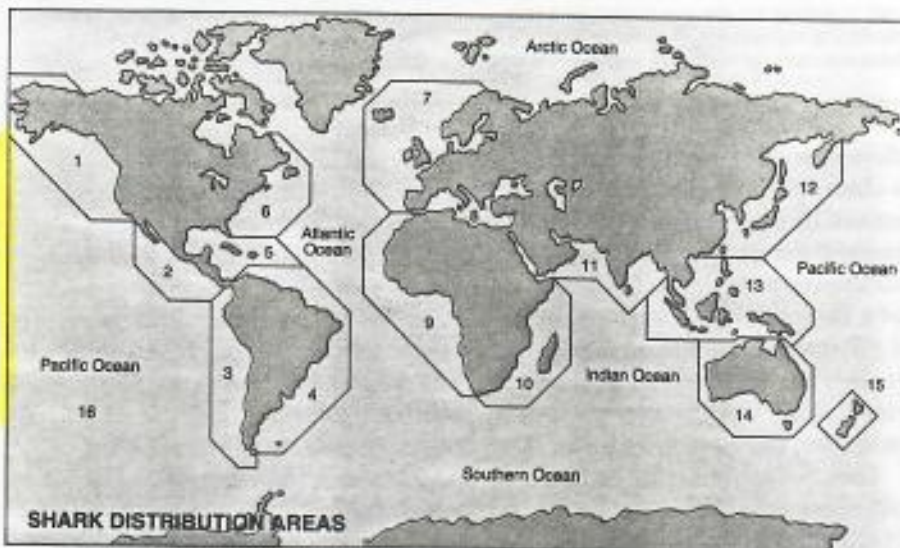 Arctic Ocean
7
1
12
6
8
Atlantic
Ocean
5
11
2
13
Pacific Ocean
9
Pacific Ocean
3
10
Indian Ocean
15
4
16
14
Southern Ocean
SHARK DISTRIBUTION AREAS